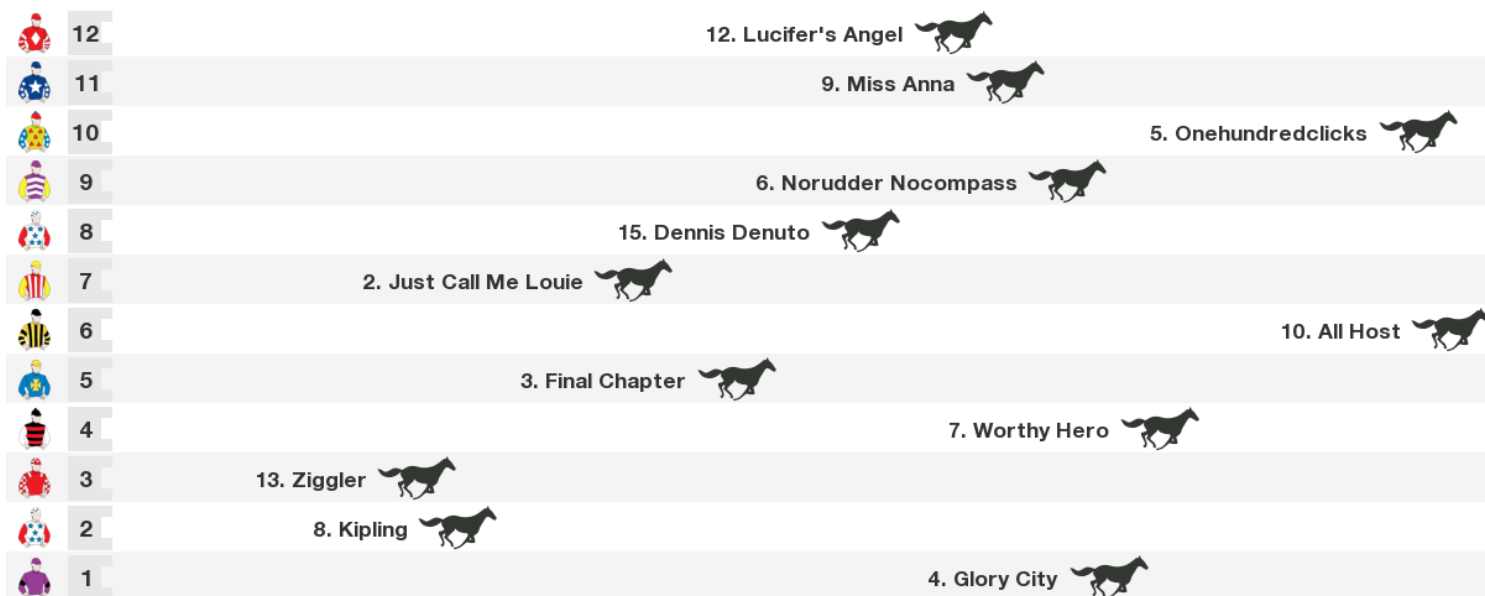 12 12. Lucifer's Angel
11 9. Miss Anna
10 5. Onehundredclicks
9 6. Norudder Nocompass
8 15. Dennis Denuto
7 2. Just Call Me Louie
6 10. All Host
5 3. Final Chapter
4 7. Worthy Hero
3 13. Ziggler
2 8. Kipling
1 4. Glory City